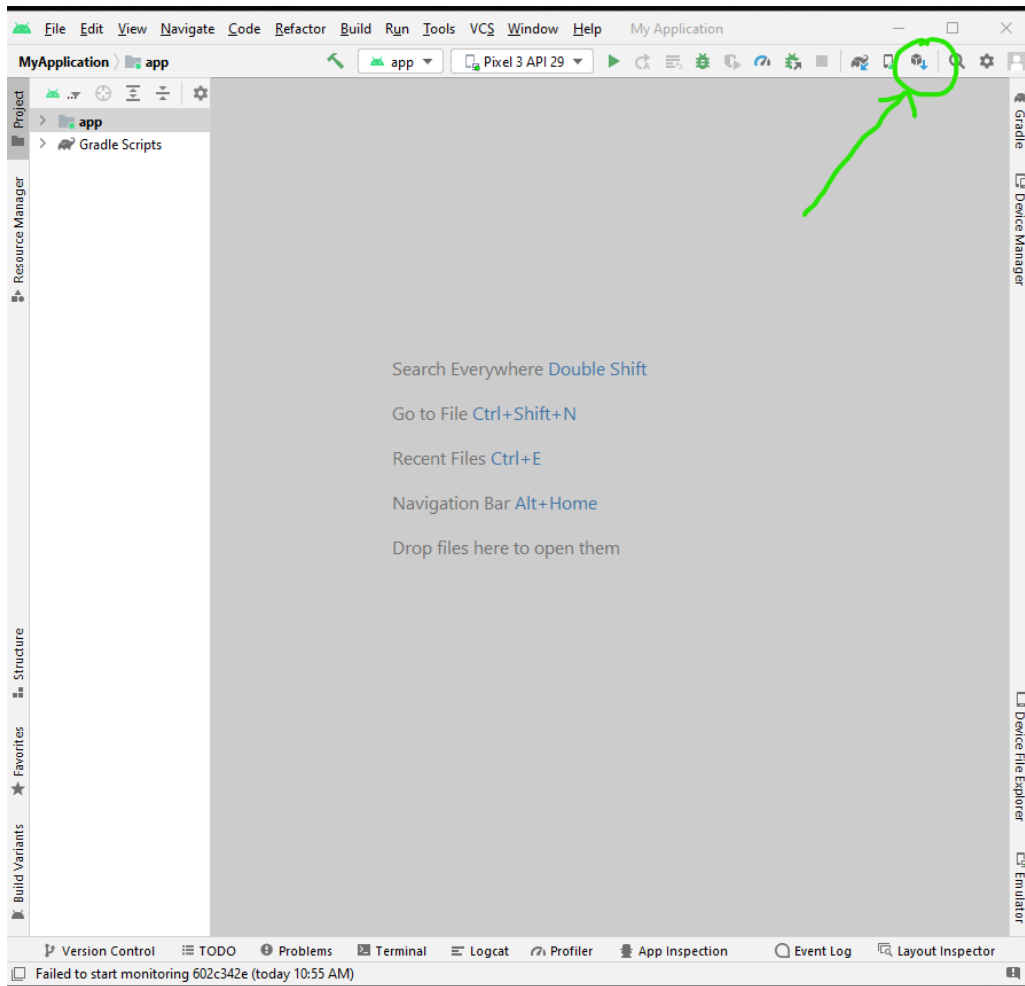 File Edit View Navigate Code Refactor Build Run Tools VCS Window Help My Application
MyApplication app app Pixel 3 API 29
Project
app
Gradle Scripts
Resource Manager
Structure
Favorites
Build Variants
Search Everywhere Double Shift
Go to File Ctrl+Shift+N
Recent Files Ctrl+E
Navigation Bar Alt+Home
Drop files here to open them
Gradle
Device Manager
Device File Explorer
Emulator
Version Control TODO Problems Terminal Logcat Profiler App Inspection Event Log Layout Inspector
Failed to start monitoring 602c342e (today 10:55 AM)